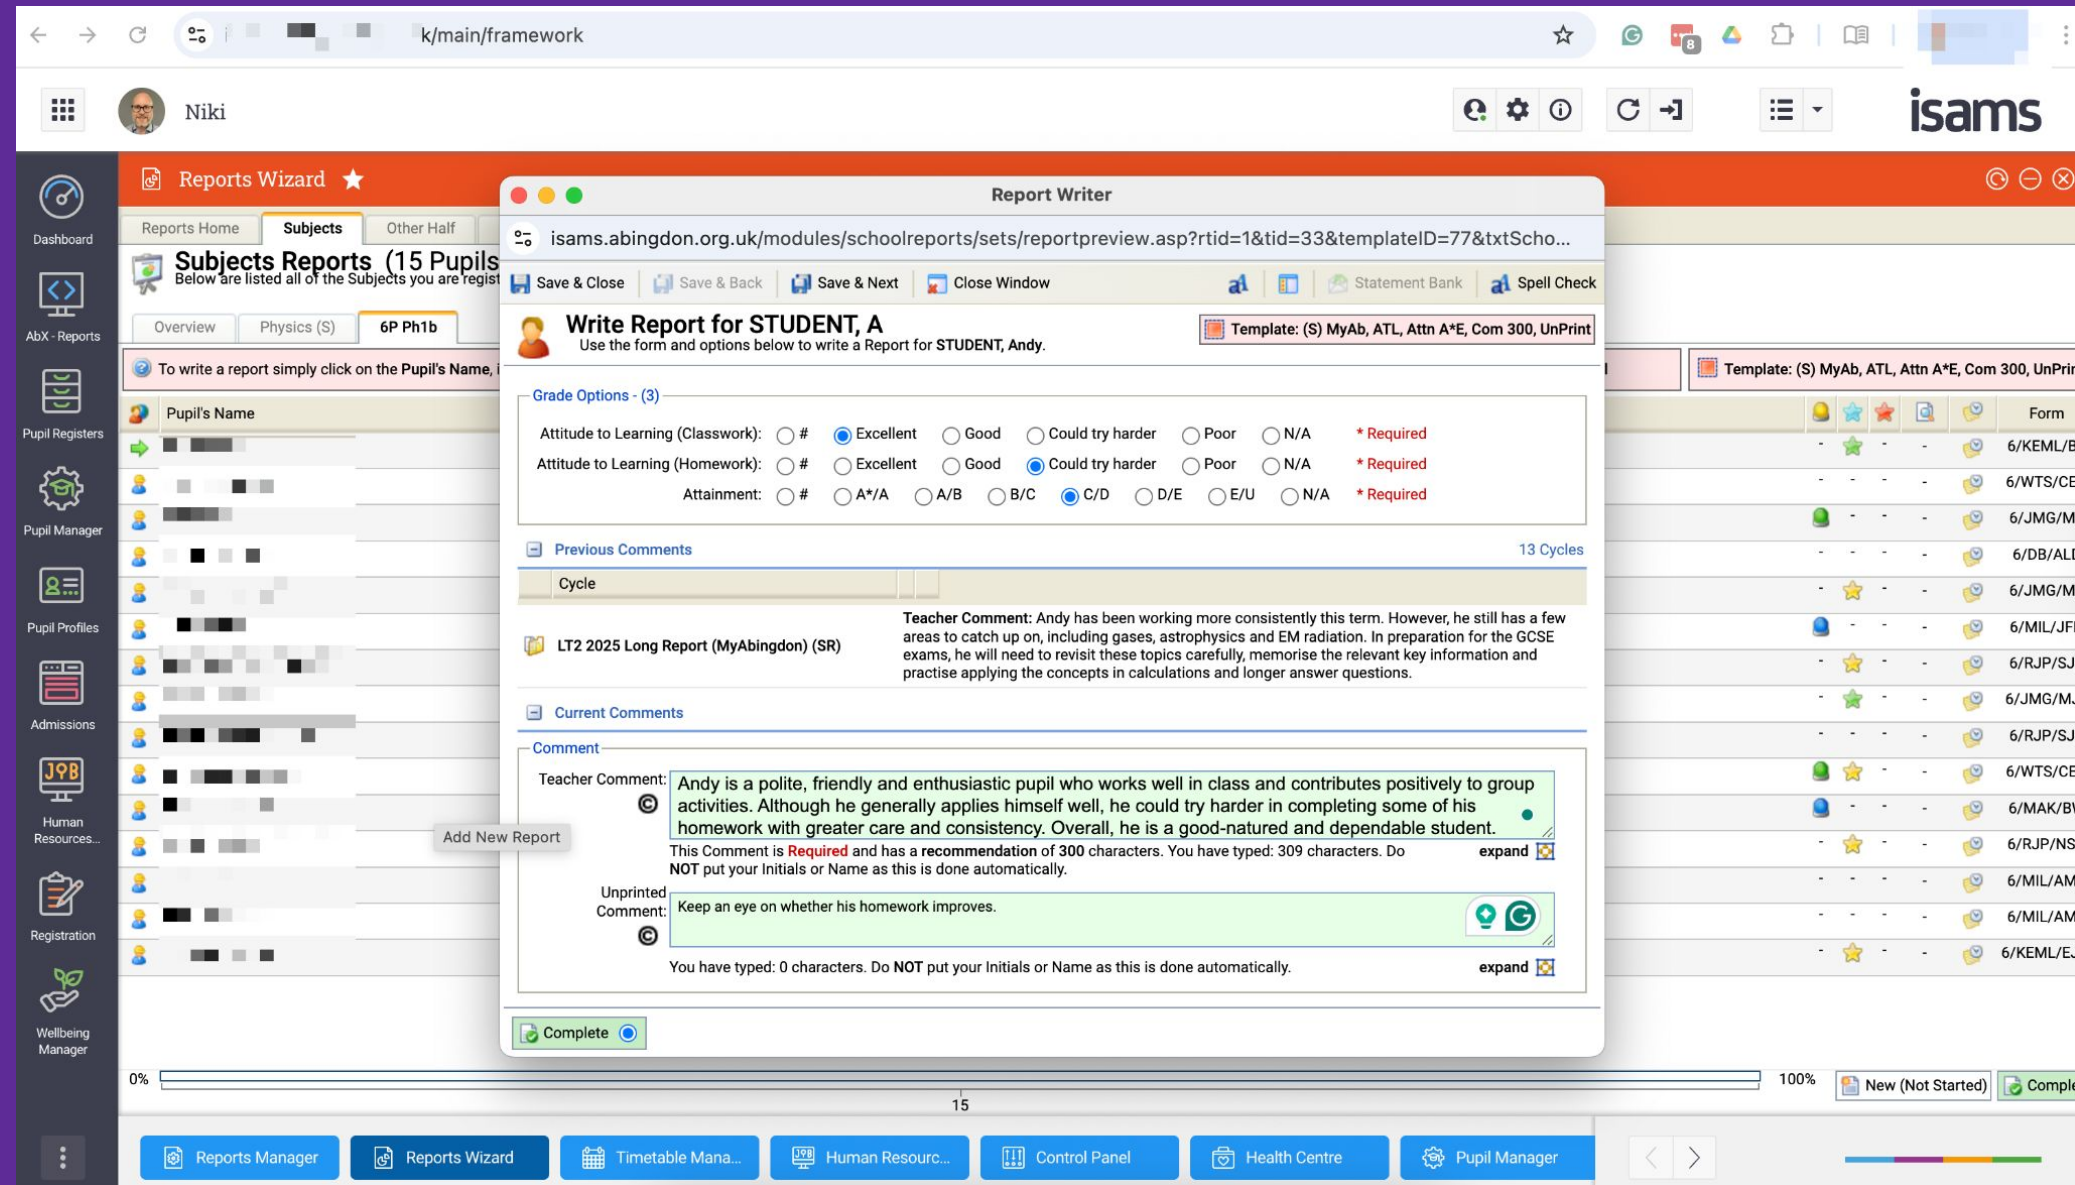 k/main/framework
8
Niki
isams
Reports Wizard
Reports Home Subjects Other Half
Subjects Reports (15 Pupils
Below are listed all of the Subjects you are regist
Overview Physics (S) 6P Ph1b
To write a report simply click on the Pupil's Name,
Template: (S) MyAb, ATL, Attn A*E, Com 300, UnPrin
Pupil's Name
Form
6/KEML/B
6/WTS/CE
6/JMG/M
6/DB/ALD
6/JMG/M
6/MIL/JF
6/RJP/SJ
6/JMG/MJ
6/RJP/SJ
6/WTS/CE
6/MAK/BW
6/RJP/NS
6/MIL/AM
6/MIL/AM
6/KEML/EJ
Dashboard
AbX - Reports
Pupil Registers
Pupil Manager
Pupil Profiles
Admissions
Human
Resources...
Registration
Wellbeing
Manager
Report Writer
isams.abingdon.org.uk/modules/schoolreports/sets/reportpreview.asp?rtid=1&tid=33&templateID=77&txtScho...
Save & Close Save & Back Save & Next Close Window Statement Bank Spell Check
Write Report for STUDENT, A
Use the form and options below to write a Report for STUDENT, Andy.
Template: (S) MyAb, ATL, Attn A*E, Com 300, UnPrint
Grade Options - (3)
Attitude to Learning (Classwork): # Excellent Good Could try harder Poor N/A * Required
Attitude to Learning (Homework): # Excellent Good Could try harder Poor N/A * Required
Attainment: # A*/A A/B B/C C/D D/E E/U N/A * Required
Previous Comments 13 Cycles
Cycle
LT2 2025 Long Report (MyAbingdon) (SR)
Teacher Comment: Andy has been working more consistently this term. However, he still has a few
areas to catch up on, including gases, astrophysics and EM radiation. In preparation for the GCSE
exams, he will need to revisit these topics carefully, memorise the relevant key information and
practise applying the concepts in calculations and longer answer questions.
Current Comments
Comment
Teacher Comment:
Andy is a polite, friendly and enthusiastic pupil who works well in class and contributes positively to group
activities. Although he generally applies himself well, he could try harder in completing some of his
homework with greater care and consistency. Overall, he is a good-natured and dependable student.
Add New Report
This Comment is Required and has a recommendation of 300 characters. You have typed: 309 characters. Do
NOT put your Initials or Name as this is done automatically.
expand
Unprinted
Comment:
Keep an eye on whether his homework improves.
You have typed: 0 characters. Do NOT put your Initials or Name as this is done automatically.
expand
Complete
0%
15
100%
New (Not Started)
Comple
Reports Manager Reports Wizard Timetable Mana... Human Resourc... Control Panel Health Centre Pupil Manager